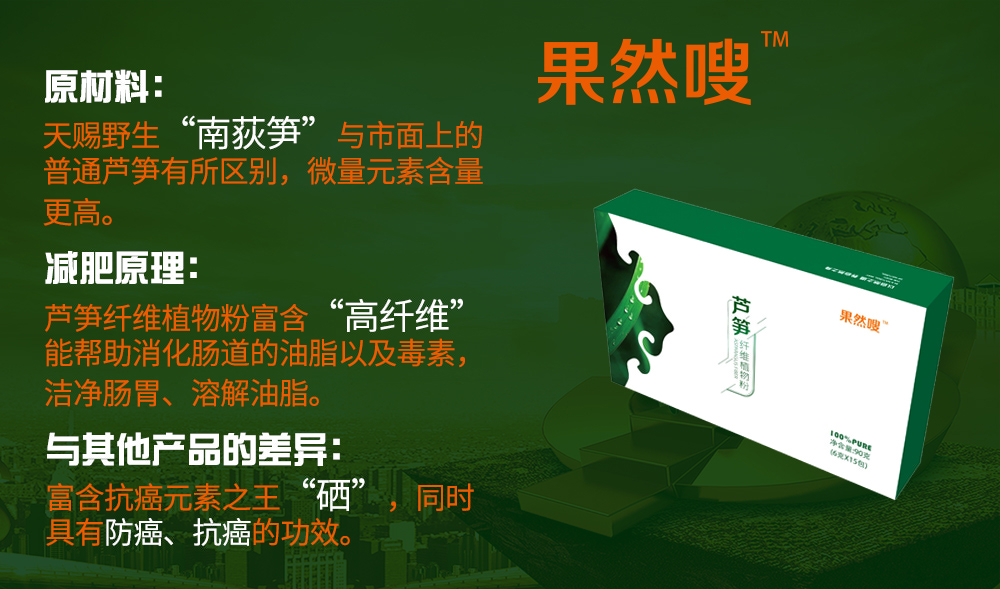 果然嗖™
原材料：
天赐野生“南荻笋”与市面上的
普通芦笋有所区别，微量元素含量
更高。
减肥原理：
芦笋纤维植物粉富含“高纤维”
能帮助消化肠道的油脂以及毒素，
洁净肠胃、溶解油脂。
与其他产品的差异：
富含抗癌元素之王“硒”，同时
具有防癌、抗癌的功效。
芦笋
纤维植物粉
果然嗖™
100%PURE
净含量:90克
(6克X15包)